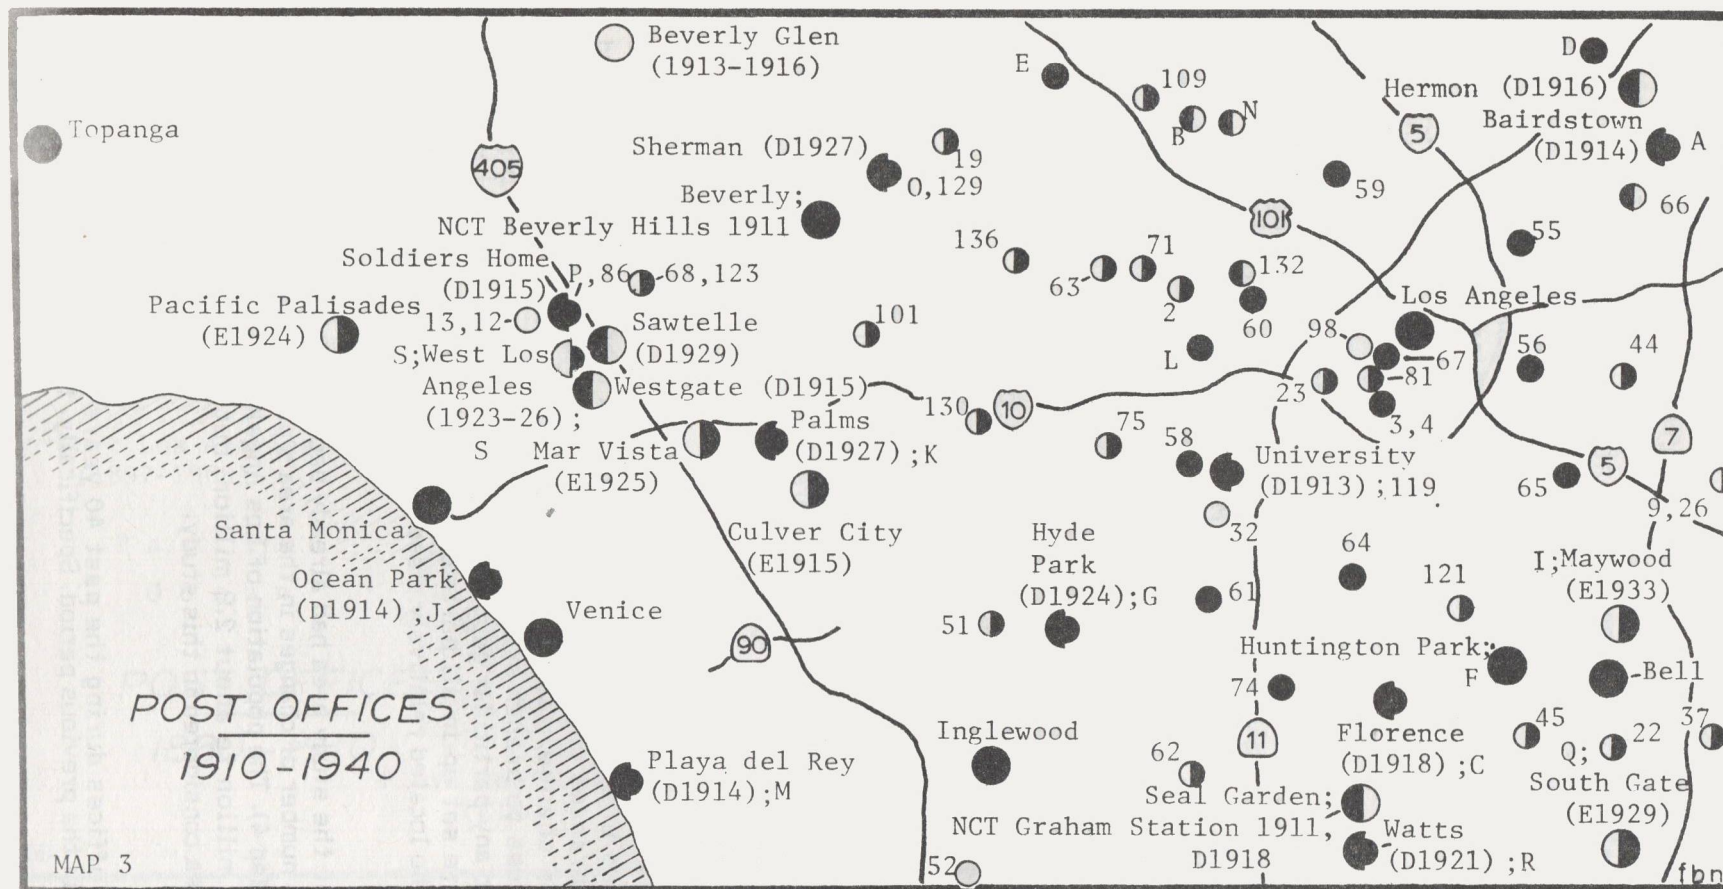 Beverly Glen
(1913-1916)
E
109
B
N
D
Hermon (D1916)
Bairdstown
(D1914)
A
5
Topanga
405
Sherman (D1927)
19
O,129
59
66
Beverly;
NCT Beverly Hills 1911
101
55
136
71
63
132
2
60
Soldiers Home
(D1915)
P,86
68,123
Pacific Palisades
(E1924)
13,12
Sawtelle
(D1929)
S;West Los
Angeles
(1923-26);
S
Westgate (D1915)
101
L
98
Los Angeles
67
81
23
3,4
56
44
130
10
75
58
7
Mar Vista
(E1925)
Palms
(D1927);K
University
(D1913);119
65
5
9,26
Santa Monica
Culver City
(E1915)
32
Hyde
Park
(D1924);G
64
121
I;Maywood
(E1933)
Ocean Park
(D1914);J
Venice
90
51
61
Huntington Park;
F
Bell
POST OFFICES
1910-1940
74
Inglewood
11
Florence
(D1918);C
45
Q;
22
37
South Gate
(E1929)
Playa del Rey
(D1914);M
62
Seal Garden;
NCT Graham Station 1911,
D1918
Watts
(D1921);R
52
MAP 3
fbn